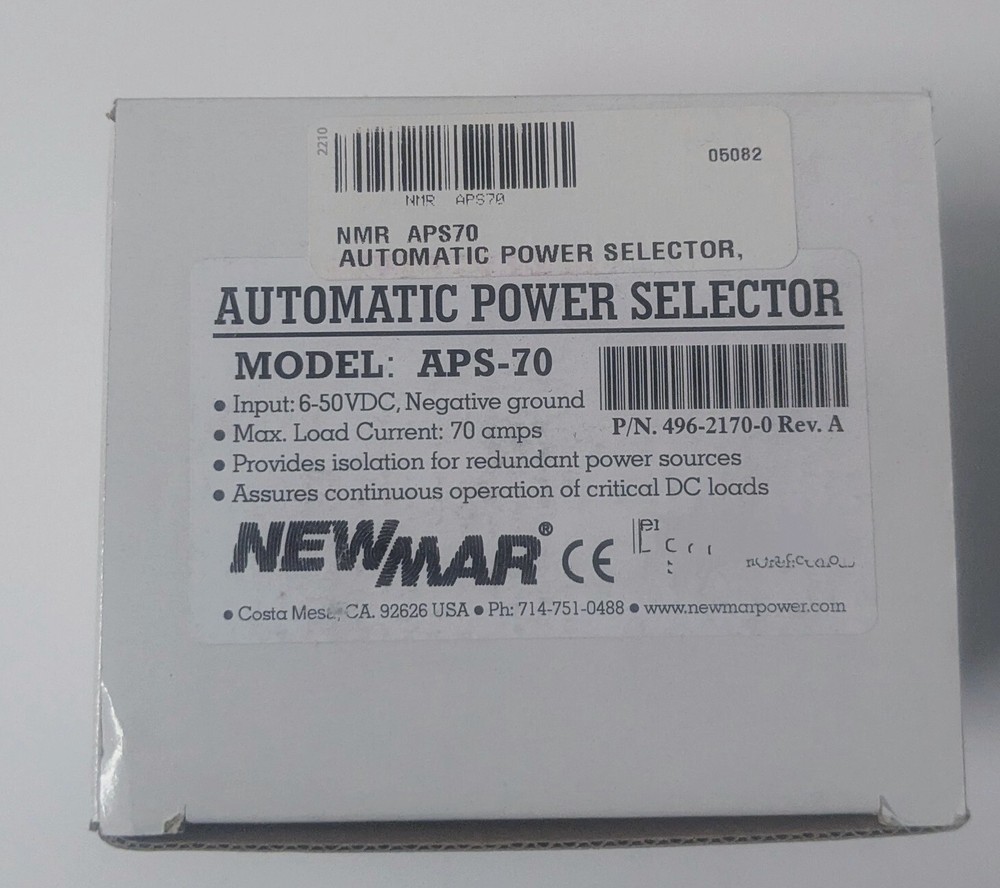 2210
05082
NMR APS70
NMR APS70
AUTOMATIC POWER SELECTOR,
AUTOMATIC POWER SELECTOR
MODEL: APS-70
• Input: 6-50VDC, Negative ground
• Max. Load Current: 70 amps
P/N. 496-2170-0 Rev. A
• Provides isolation for redundant power sources
• Assures continuous operation of critical DC loads
NEWMAR® CE
• Costa Mesa, CA. 92626 USA • Ph: 714-751-0488 • www.newmarpower.com